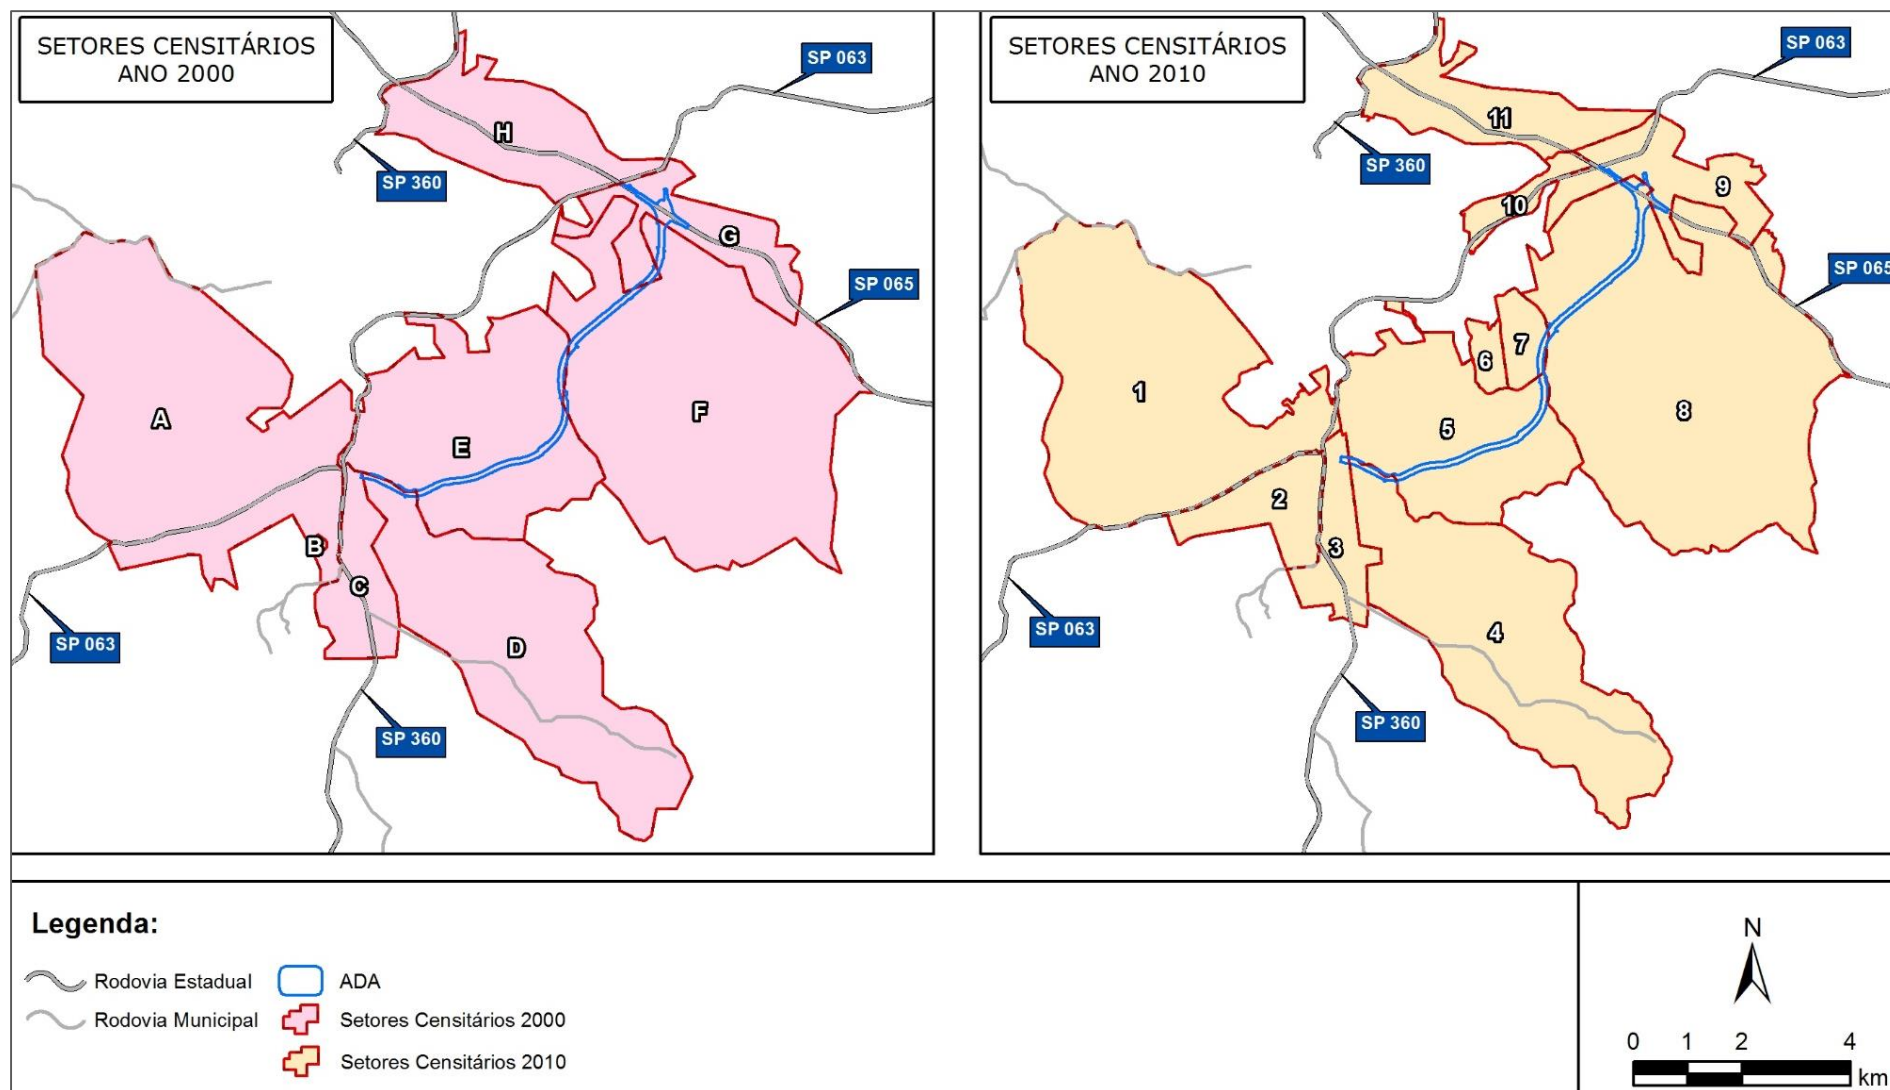 SETORES CENSITÁRIOS
ANO 2000
SP 063
H
SP 360
G
SP 065
A
F
E
B
C
SP 063
D
SP 360
SETORES CENSITÁRIOS
ANO 2010
SP 063
11
SP 360
9
10
SP 065
7
6
1
8
5
2
3
SP 063
4
SP 360
Legenda:
Rodovia Estadual
ADA
Rodovia Municipal
Setores Censitários 2000
Setores Censitários 2010
N
0 1 2 4
km